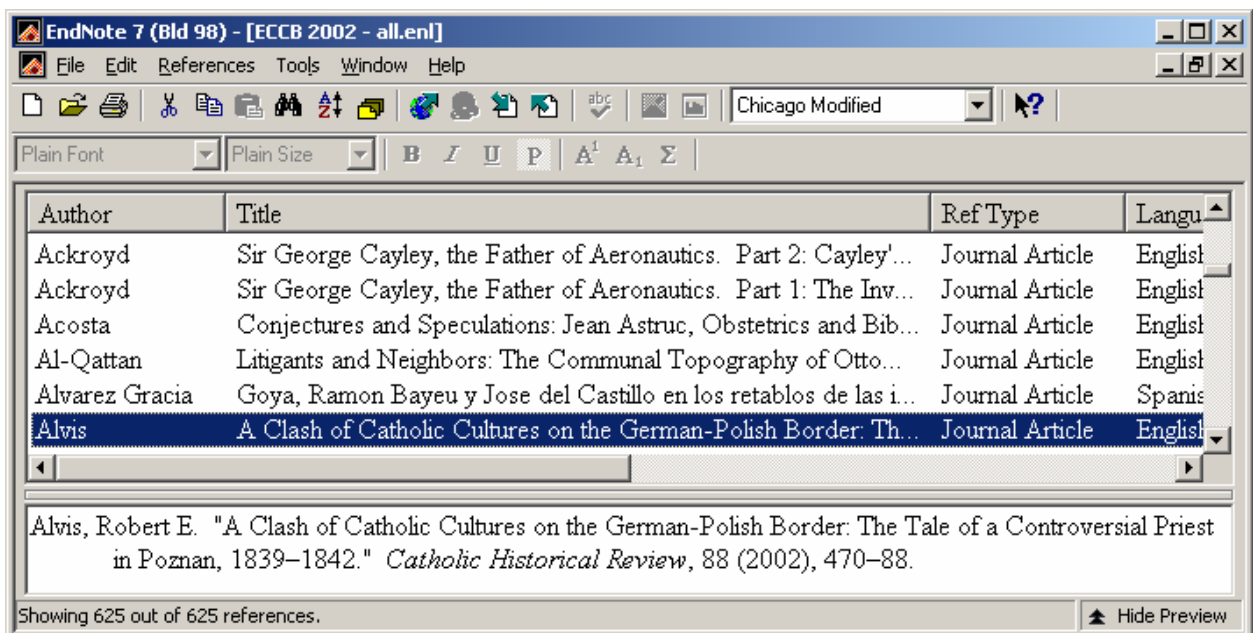 EndNote 7 (Bld 98) - [ECCB 2002 - all.enl]
File Edit References Tools Window Help
abc Chicago Modified
Plain Font Plain Size B I U P A1 A1 Σ
Author Title Ref Type Langu
Ackroyd Sir George Cayley, the Father of Aeronautics. Part 2: Cayley'... Journal Article English
Ackroyd Sir George Cayley, the Father of Aeronautics. Part 1: The Inv... Journal Article English
Acosta Conjectures and Speculations: Jean Astruc, Obstetrics and Bib... Journal Article English
Al-Qattan Litigants and Neighbors: The Communal Topography of Otto... Journal Article English
Alvarez Gracia Goya, Ramon Bayeu y Jose del Castillo en los retablos de las i... Journal Article Spanis
Alvis A Clash of Catholic Cultures on the German-Polish Border: Th... Journal Article English
Alvis, Robert E. "A Clash of Catholic Cultures on the German-Polish Border: The Tale of a Controversial Priest
in Poznan, 1839–1842." Catholic Historical Review, 88 (2002), 470–88.
Showing 625 out of 625 references. Hide Preview